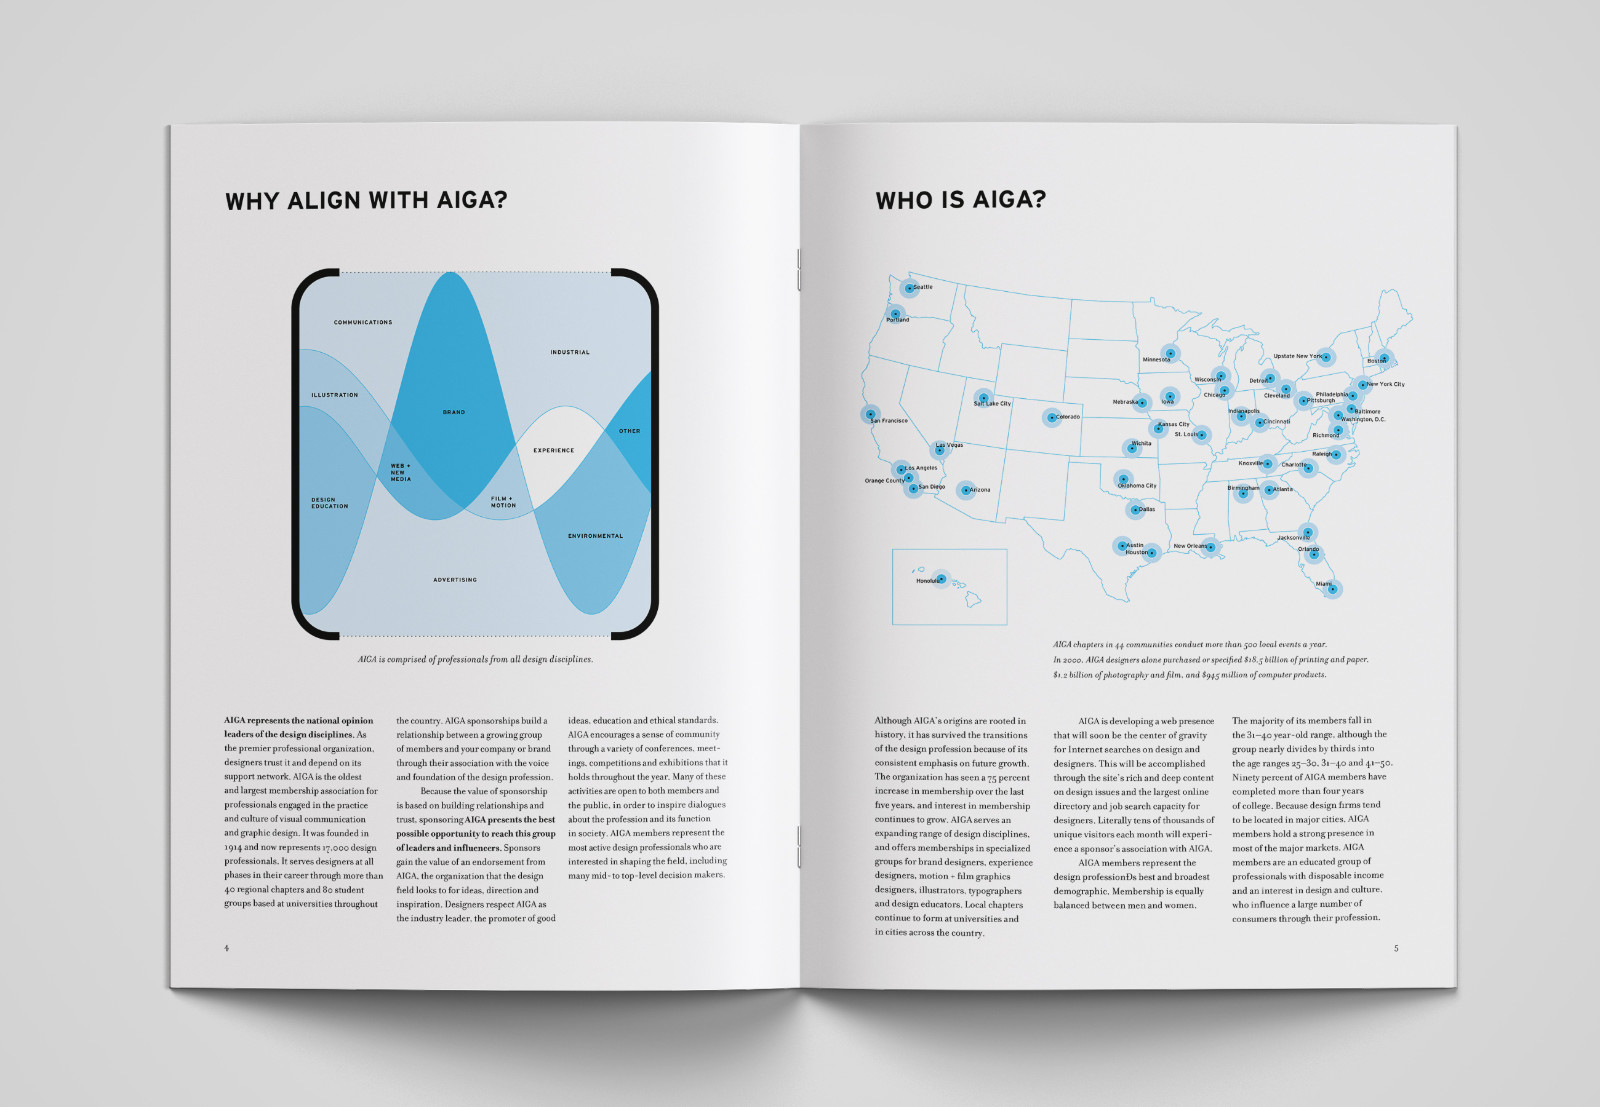 WHY ALIGN WITH AIGA?
COMMUNICATIONS
INDUSTRIAL
ILLUSTRATION
BRAND
OTHER
EXPERIENCE
WEB +
NEW
MEDIA
DESIGN
EDUCATION
FILM +
MOTION
ENVIRONMENTAL
ADVERTISING
AIGA is comprised of professionals from all design disciplines.
AIGA represents the national opinion
leaders of the design disciplines. As
the premier professional organization,
designers trust it and depend on its
support network. AIGA is the oldest
and largest membership association for
professionals engaged in the practice
and culture of visual communication
and graphic design. It was founded in
1914 and now represents 17,000 design
professionals. It serves designers at all
phases in their career through more than
40 regional chapters and 80 student
groups based at universities throughout
the country. AIGA sponsorships build a
relationship between a growing group
of members and your company or brand
through their association with the voice
and foundation of the design profession.
Because the value of sponsorship
is based on building relationships and
trust, sponsoring AIGA presents the best
possible opportunity to reach this group
of leaders and influencers. Sponsors
gain the value of an endorsement from
AIGA, the organization that the design
field looks to for ideas, direction and
inspiration. Designers respect AIGA as
the industry leader, the promoter of good
ideas, education and ethical standards.
AIGA encourages a sense of community
through a variety of conferences, meet-
ings, competitions and exhibitions that it
holds throughout the year. Many of these
activities are open to both members and
the public, in order to inspire dialogues
about the profession and its function
in society. AIGA members represent the
most active design professionals who are
interested in shaping the field, including
many mid- to top-level decision makers.
4
WHO IS AIGA?
Seattle
Portland
Minnesota
Upstate New York
Boston
Wisconsin
Detroit
New York City
Chicago
Cleveland
Philadelphia
Pittsburgh
Salt Lake City
Nebraska
Iowa
Baltimore
Indianapolis
Washington, D.C.
San Francisco
Colorado
Kansas City
Cincinnati
St. Louis
Richmond
Las Vegas
Wichita
Raleigh
Knoxville
Charlotte
Los Angeles
Orange County
San Diego
Arizona
Oklahoma City
Birmingham
Atlanta
Dallas
Jacksonville
Austin
Houston
New Orleans
Orlando
Honolulu
Miami
AIGA chapters in 44 communities conduct more than 500 local events a year.
In 2000, AIGA designers alone purchased or specified $18.5 billion of printing and paper,
$1.2 billion of photography and film, and $945 million of computer products.
Although AIGA's origins are rooted in
history, it has survived the transitions
of the design profession because of its
consistent emphasis on future growth.
The organization has seen a 75 percent
increase in membership over the last
five years, and interest in membership
continues to grow. AIGA serves an
expanding range of design disciplines,
and offers memberships in specialized
groups for brand designers, experience
designers, motion + film graphics
designers, illustrators, typographers
and design educators. Local chapters
continue to form at universities and
in cities across the country.
AIGA is developing a web presence
that will soon be the center of gravity
for Internet searches on design and
designers. This will be accomplished
through the site's rich and deep content
on design issues and the largest online
directory and job search capacity for
designers. Literally tens of thousands of
unique visitors each month will experi-
ence a sponsor's association with AIGA.
AIGA members represent the
design professionÐs best and broadest
demographic. Membership is equally
balanced between men and women.
The majority of its members fall in
the 31–40 year-old range, although the
group nearly divides by thirds into
the age ranges 25–30, 31–40 and 41–50.
Ninety percent of AIGA members have
completed more than four years
of college. Because design firms tend
to be located in major cities, AIGA
members hold a strong presence in
most of the major markets. AIGA
members are an educated group of
professionals with disposable income
and an interest in design and culture,
who influence a large number of
consumers through their profession.
5